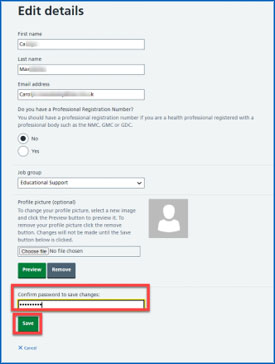 Edit details
First name
Ca
Last name
Email address
Do you have a Professional Registration Number?
You should have a professional registration number if you are a health professional registered with a
professional body such as the NMC, GMC or GDC.
No
Yes
Job group
Educational Support
Profile picture (optional)
To change your profile picture, select a new image
and click the Preview button to preview it. To
remove your profile picture click the remove
button. Changes will not be made until the Save
button below is clicked.
Choose file No file chosen
Preview Remove
Confirm password to save changes:
Save
Cancel